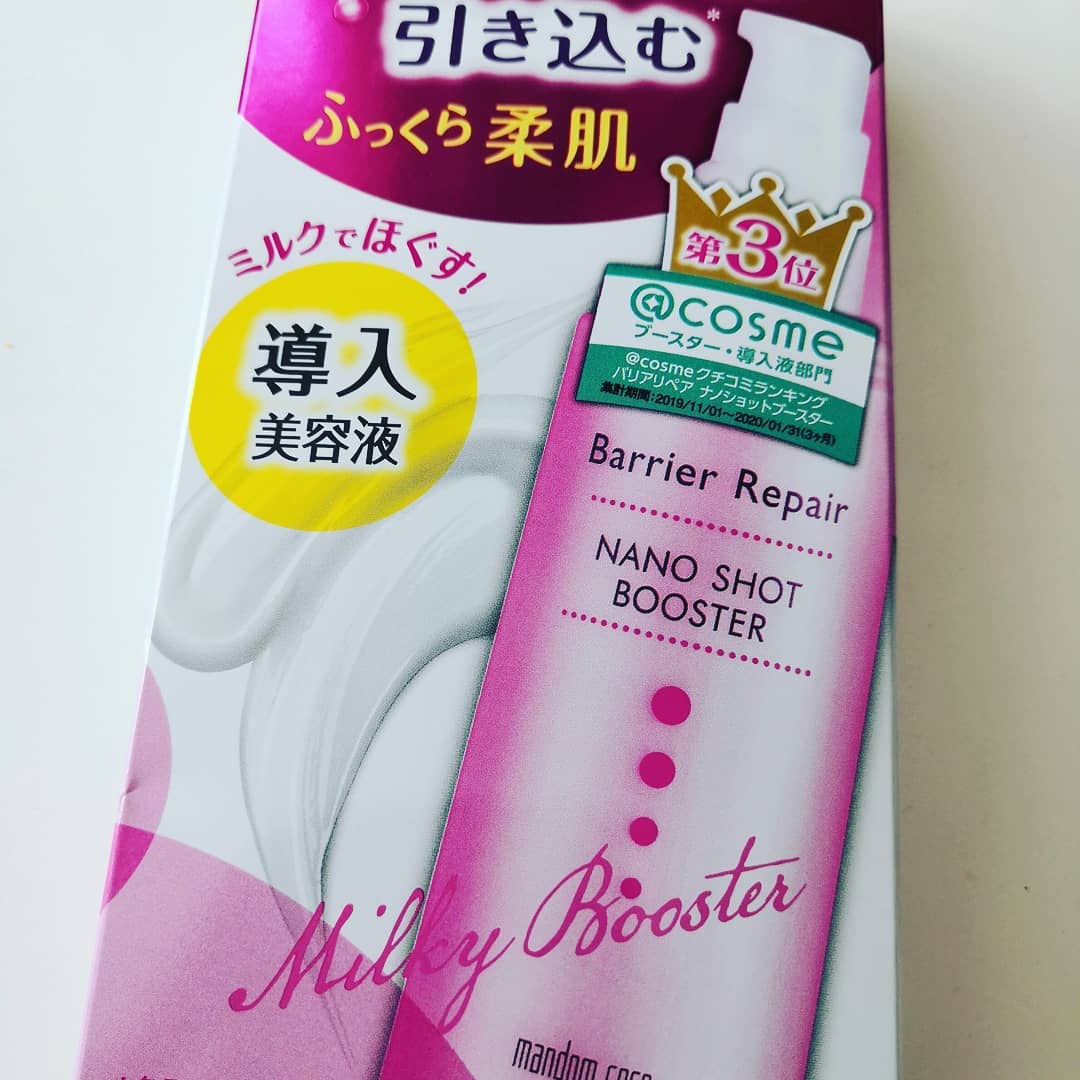 引き込む*
ふっくら柔肌
ミルクでほぐす!
導入
美容液
第3位
@cosme
ブースター・導入液部門
@cosmeクチコミランキング
バリアリペア ナノショットブースター
集計期間:2019/11/01〜2020/01/31(3ヶ月)
Barrier Repair
NANO SHOT
BOOSTER
Milky Booster
mandom